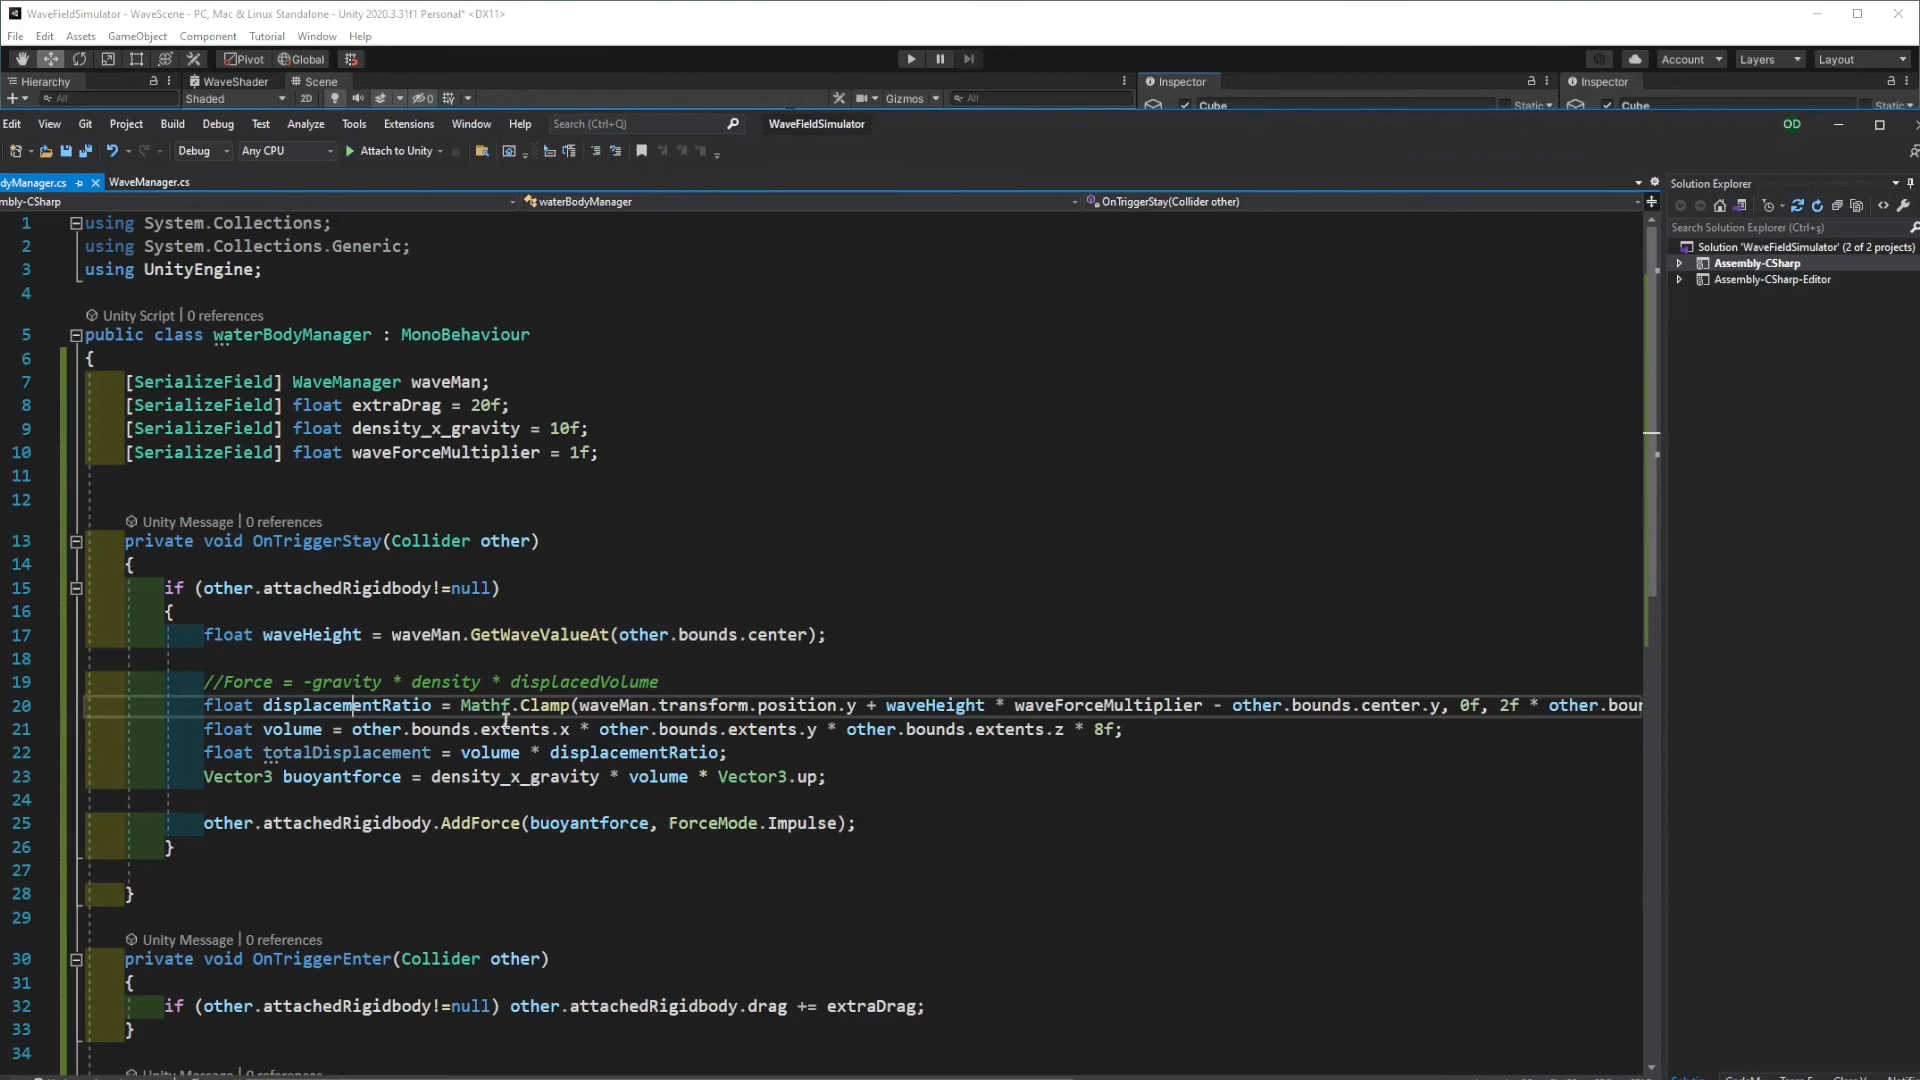 WaveFieldSimulator - WaveScene - PC, Mac & Linux Standalone - Unity 2020.3.31f1 Personal* <DX11>
File Edit Assets GameObject Component Tutorial Window Help
Pivot Global Account Layers Layout
Hierarchy WaveShader Scene Inspector Inspector
All Shaded 2D 0 Gizmos All Cube Static Cube Static
Edit View Git Project Build Debug Test Analyze Tools Extensions Window Help Search (Ctrl+Q) WaveFieldSimulator OD
Debug Any CPU Attach to Unity
dyManager.cs WaveManager.cs Solution Explorer
mbly-CSharp waterBodyManager OnTriggerStay(Collider other)
Search Solution Explorer (Ctrl+ş)
Solution 'WaveFieldSimulator' (2 of 2 projects)
Assembly-CSharp
Assembly-CSharp-Editor
1 using System.Collections;
2 using System.Collections.Generic;
3 using UnityEngine;
4
Unity Script | 0 references
5 public class waterBodyManager : MonoBehaviour
6 {
7 [SerializeField] WaveManager waveMan;
8 [SerializeField] float extraDrag = 20f;
9 [SerializeField] float density_x_gravity = 10f;
10 [SerializeField] float waveForceMultiplier = 1f;
11
12
Unity Message | 0 references
13 private void OnTriggerStay(Collider other)
14 {
15 if (other.attachedRigidbody!=null)
16 {
17 float waveHeight = waveMan.GetWaveValueAt(other.bounds.center);
18
19 //Force = -gravity * density * displacedVolume
20 float displacementRatio = Mathf.Clamp(waveMan.transform.position.y + waveHeight * waveForceMultiplier - other.bounds.center.y, 0f, 2f * other.bour
21 float volume = other.bounds.extents.x * other.bounds.extents.y * other.bounds.extents.z * 8f;
22 float totalDisplacement = volume * displacementRatio;
23 Vector3 buoyantforce = density_x_gravity * volume * Vector3.up;
24
25 other.attachedRigidbody.AddForce(buoyantforce, ForceMode.Impulse);
26 }
27
28 }
29
Unity Message | 0 references
30 private void OnTriggerEnter(Collider other)
31 {
32 if (other.attachedRigidbody!=null) other.attachedRigidbody.drag += extraDrag;
33 }
34